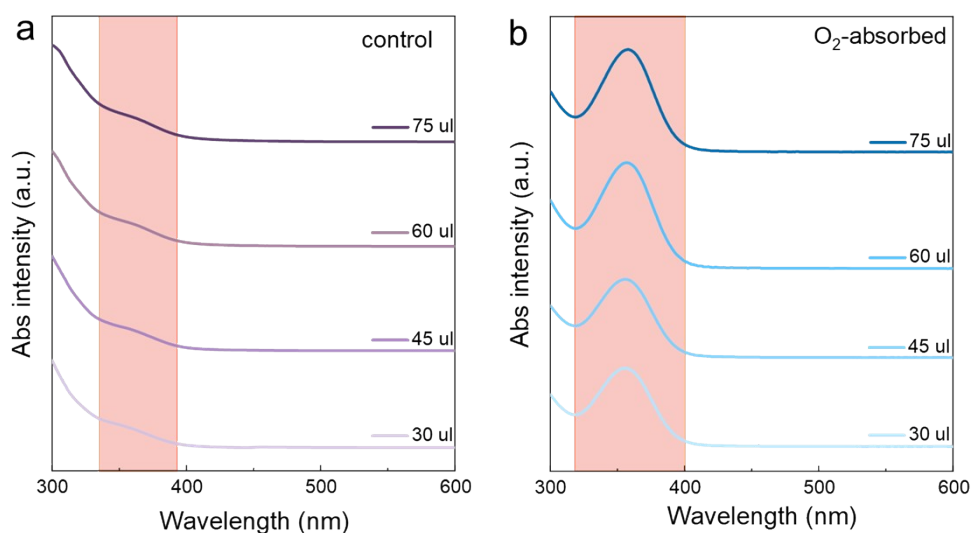 a
control
75 ul
60 ul
45 ul
30 ul
300
400
500
600
Wavelength (nm)
Abs intensity (a.u.)
b
O₂-absorbed
75 ul
60 ul
45 ul
30 ul
300
400
500
600
Wavelength (nm)
Abs intensity (a.u.)